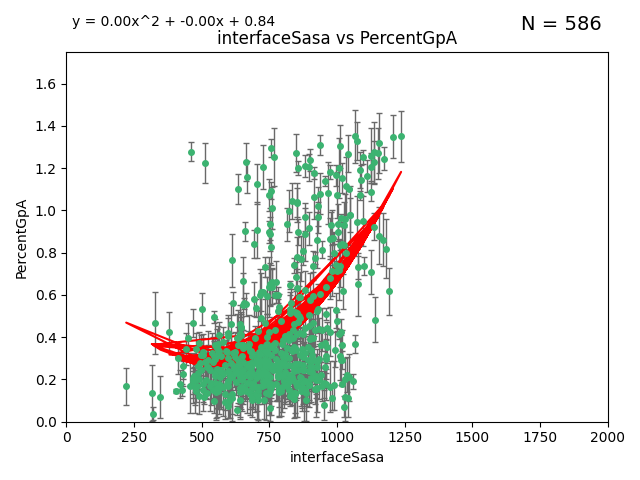 y = 0.00x^2 + -0.00x + 0.84
N = 586
interfaceSasa vs PercentGpA
PercentGpA
1.6
1.4
1.2
1.0
0.8
0.6
0.4
0.2
0.0
0 250 500 750 1000 1250 1500 1750 2000
interfaceSasa